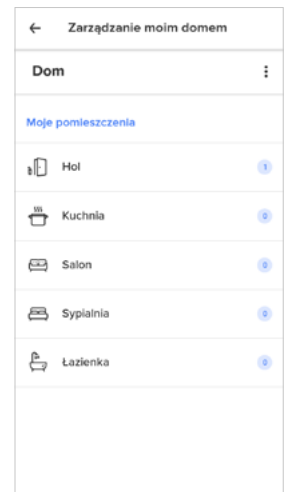 Zarządzanie moim domem
Dom
Moje pomieszczenia
Hol 1
Kuchnia 0
Salon 0
Sypialnia 0
Łazienka 0